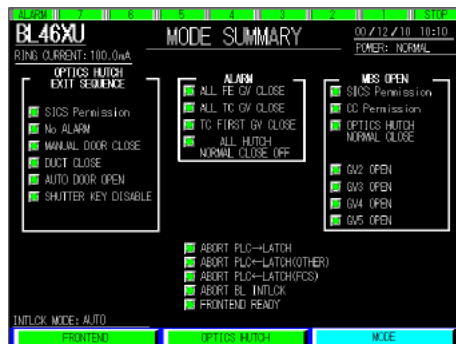 ALARM 7 6 5 4 3 2 1 STOP
BL46XU
MODE SUMMARY
00/12/10 10:10
POWER: NORMAL
RING CURRENT: 100.0mA
OPTICS HUTCH
EXIT SEQUENCE
SICS Permission
No ALARM
MANUAL DOOR CLOSE
DUCT CLOSE
AUTO DOOR OPEN
SHUTTER KEY DISABLE
ALARM
ALL FE GV CLOSE
ALL TC GV CLOSE
TC FIRST GV CLOSE
ALL HUTCH
NORMAL CLOSE OFF
MBS OPEN
SICS Permission
CC Permission
OPTICS HUTCH
NORMAL CLOSE
GV2 OPEN
GV3 OPEN
GV4 OPEN
GV5 OPEN
ABORT PLC→LATCH
ABORT PLC←LATCH(OTHER)
ABORT PLC←LATCH(FCS)
ABORT BL INTLCK
FRONTEND READY
INTLCK MODE: AUTO
FRONTEND
OPTICS HUTCH
MODE